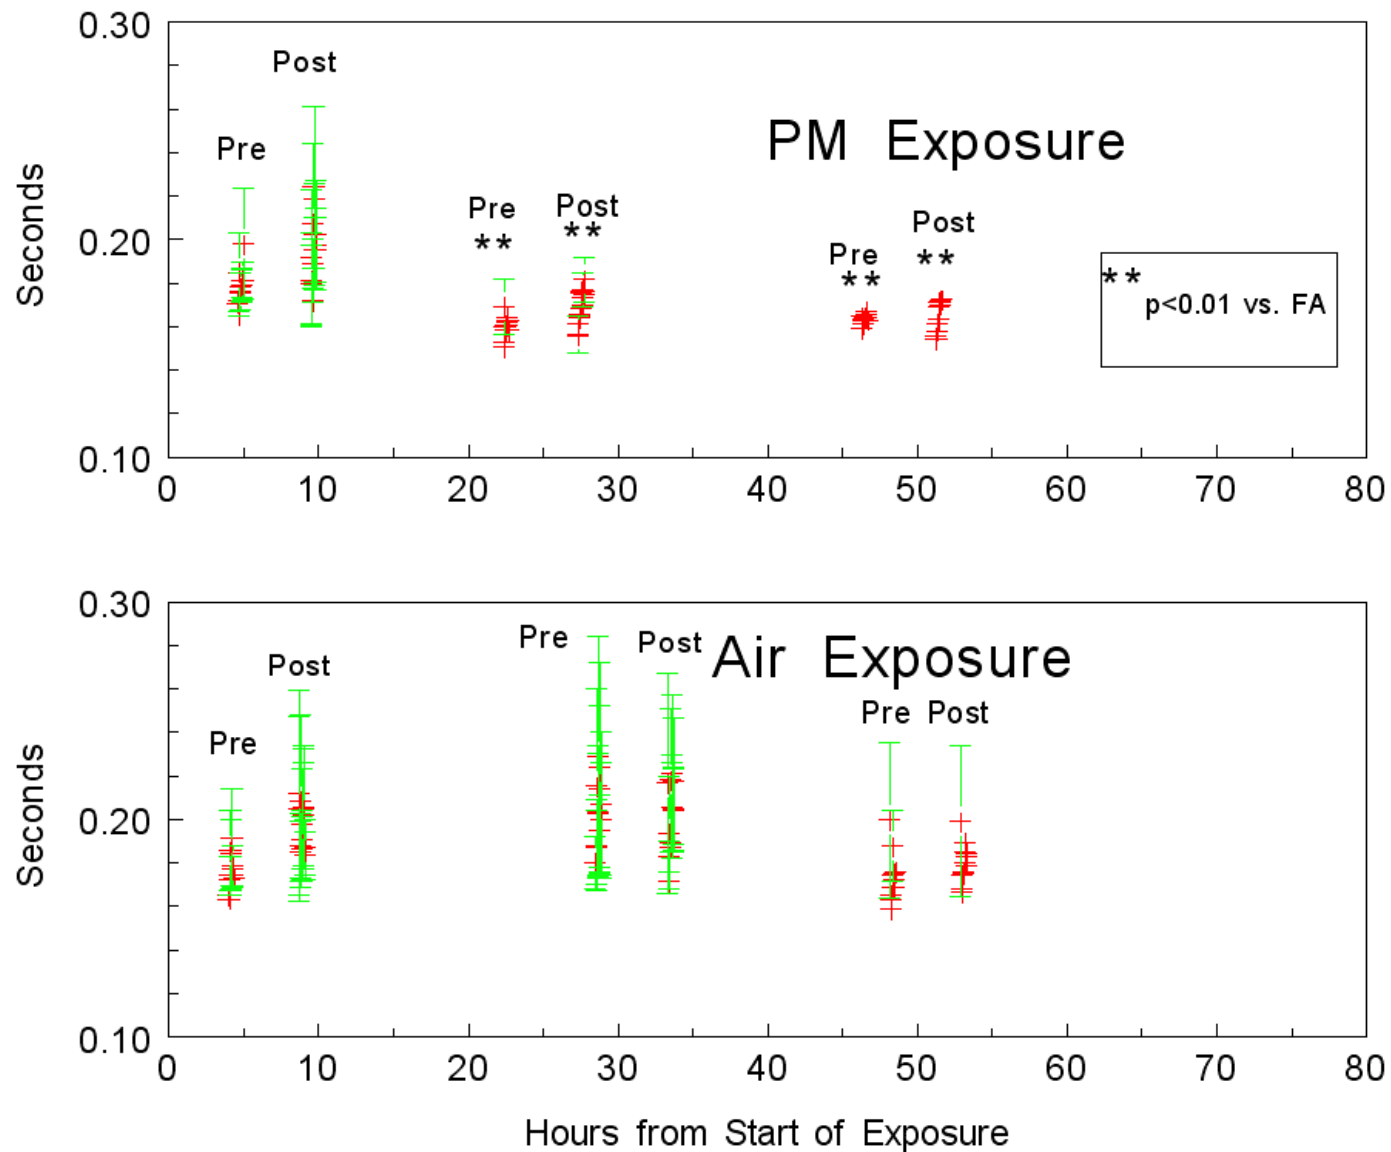 0.30
Post
Pre
PM Exposure
Seconds
0.20
Pre
**
Post
**
Pre
**
Post
**
**
p<0.01 vs. FA
0.10
0 10 20 30 40 50 60 70 80
0.30
Pre
Post
Pre
Post
Air Exposure
Pre
Post
Seconds
0.20
0.10
0 10 20 30 40 50 60 70 80
Hours from Start of Exposure